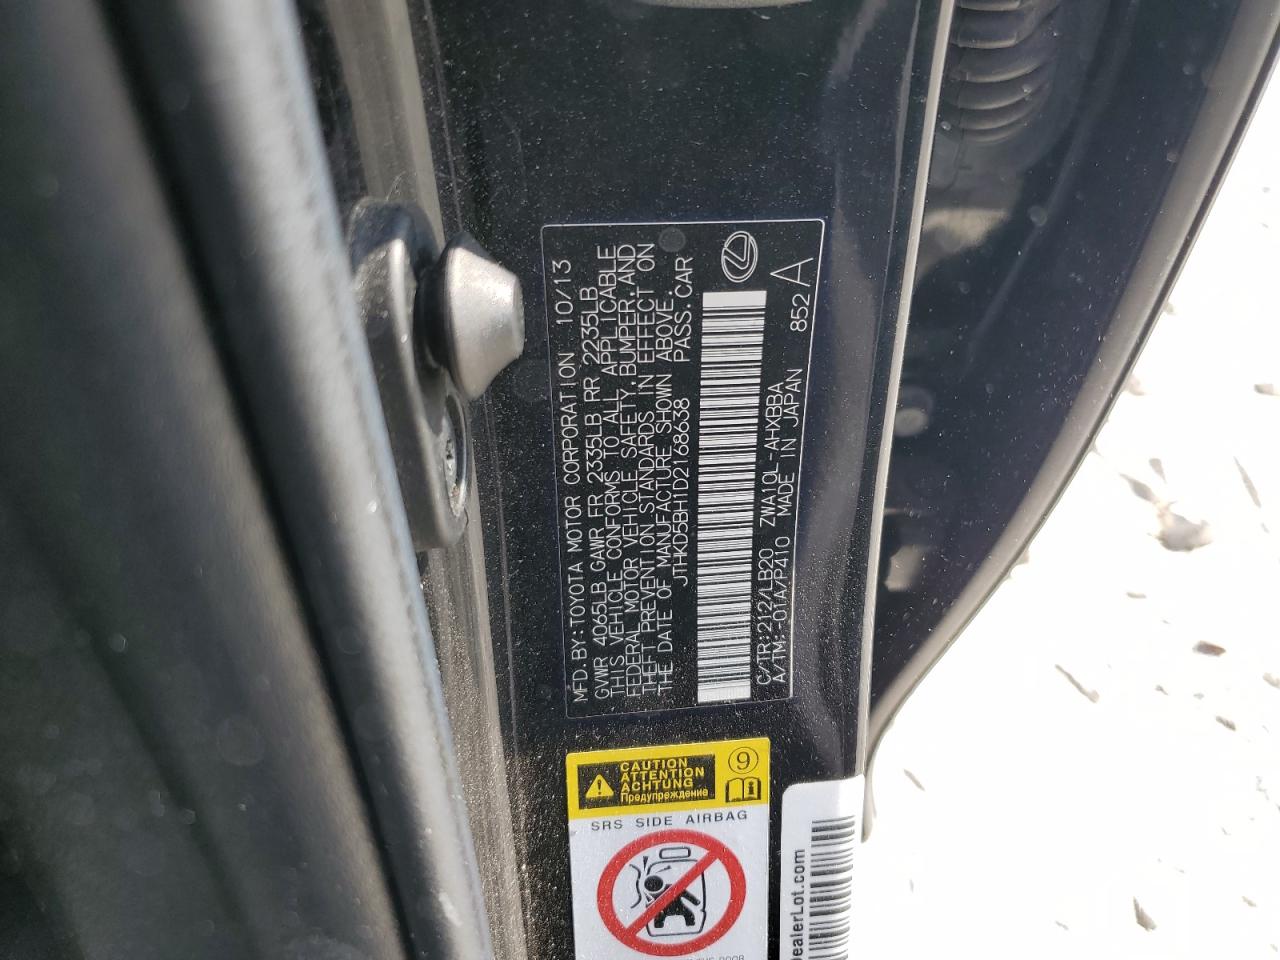 MFD.BY:TOYOTA MOTOR CORPORATION 10/13
GVWR 4065LB GAWR FR 2335LB RR 2235LB
THIS VEHICLE CONFORMS TO ALL APPLICABLE
FEDERAL MOTOR VEHICLE SAFETY,BUMPER,AND
THEFT PREVENTION STANDARDS IN EFFECT ON
THE DATE OF MANUFACTURE SHOWN ABOVE.
JTHKD5BH1D2168638 PASS.CAR
C/TR:212/LB20 ZWA10L-AHXBBA
A/TM:-01A/P410 MADE IN JAPAN 852 A
CAUTION
ATTENTION
ACHTUNG
Предупреждение
9
SRS SIDE AIRBAG
DealerLot.com